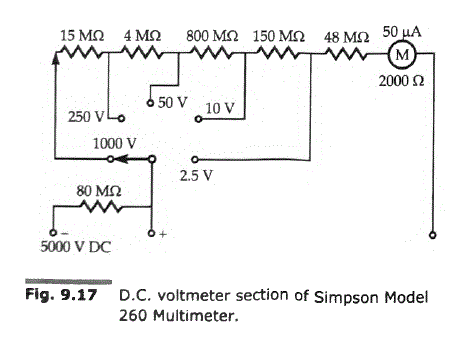 15 MΩ 4 MΩ 800 MΩ 150 MΩ 48 MΩ 50 μA
M
2000 Ω
250 V 50 V 10 V
1000 V
2.5 V
80 MΩ
− +
5000 V DC
Fig. 9.17 D.C. voltmeter section of Simpson Model
260 Multimeter.